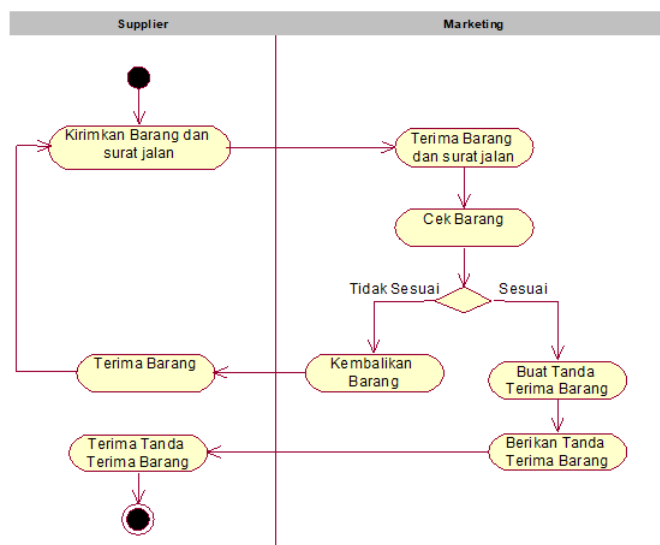 Supplier
Marketing
Kirimkan Barang dan
surat jalan
Terima Barang
dan surat jalan
Cek Barang
Tidak Sesuai
Sesuai
Terima Barang
Kembalikan
Barang
Buat Tanda
Terima Barang
Terima Tanda
Terima Barang
Berikan Tanda
Terima Barang